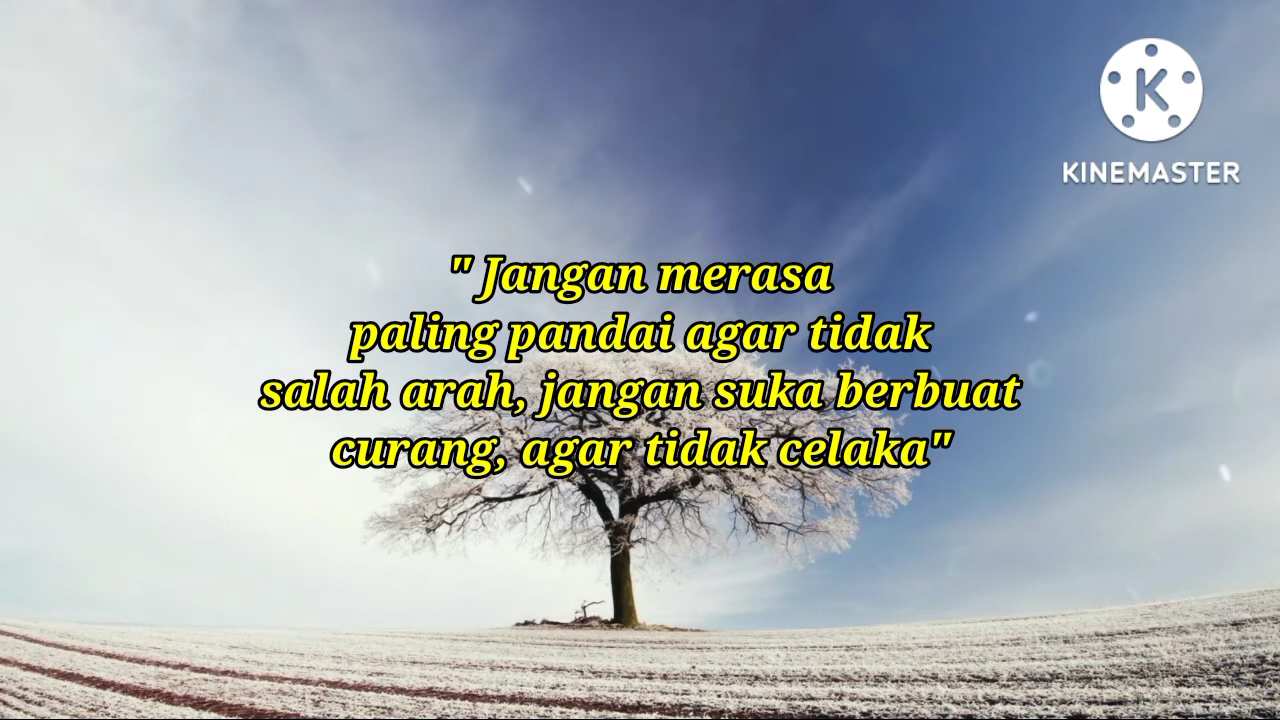 K
KINEMASTER
" Jangan merasa
paling pandai agar tidak
salah arah, jangan suka berbuat
curang, agar tidak celaka"